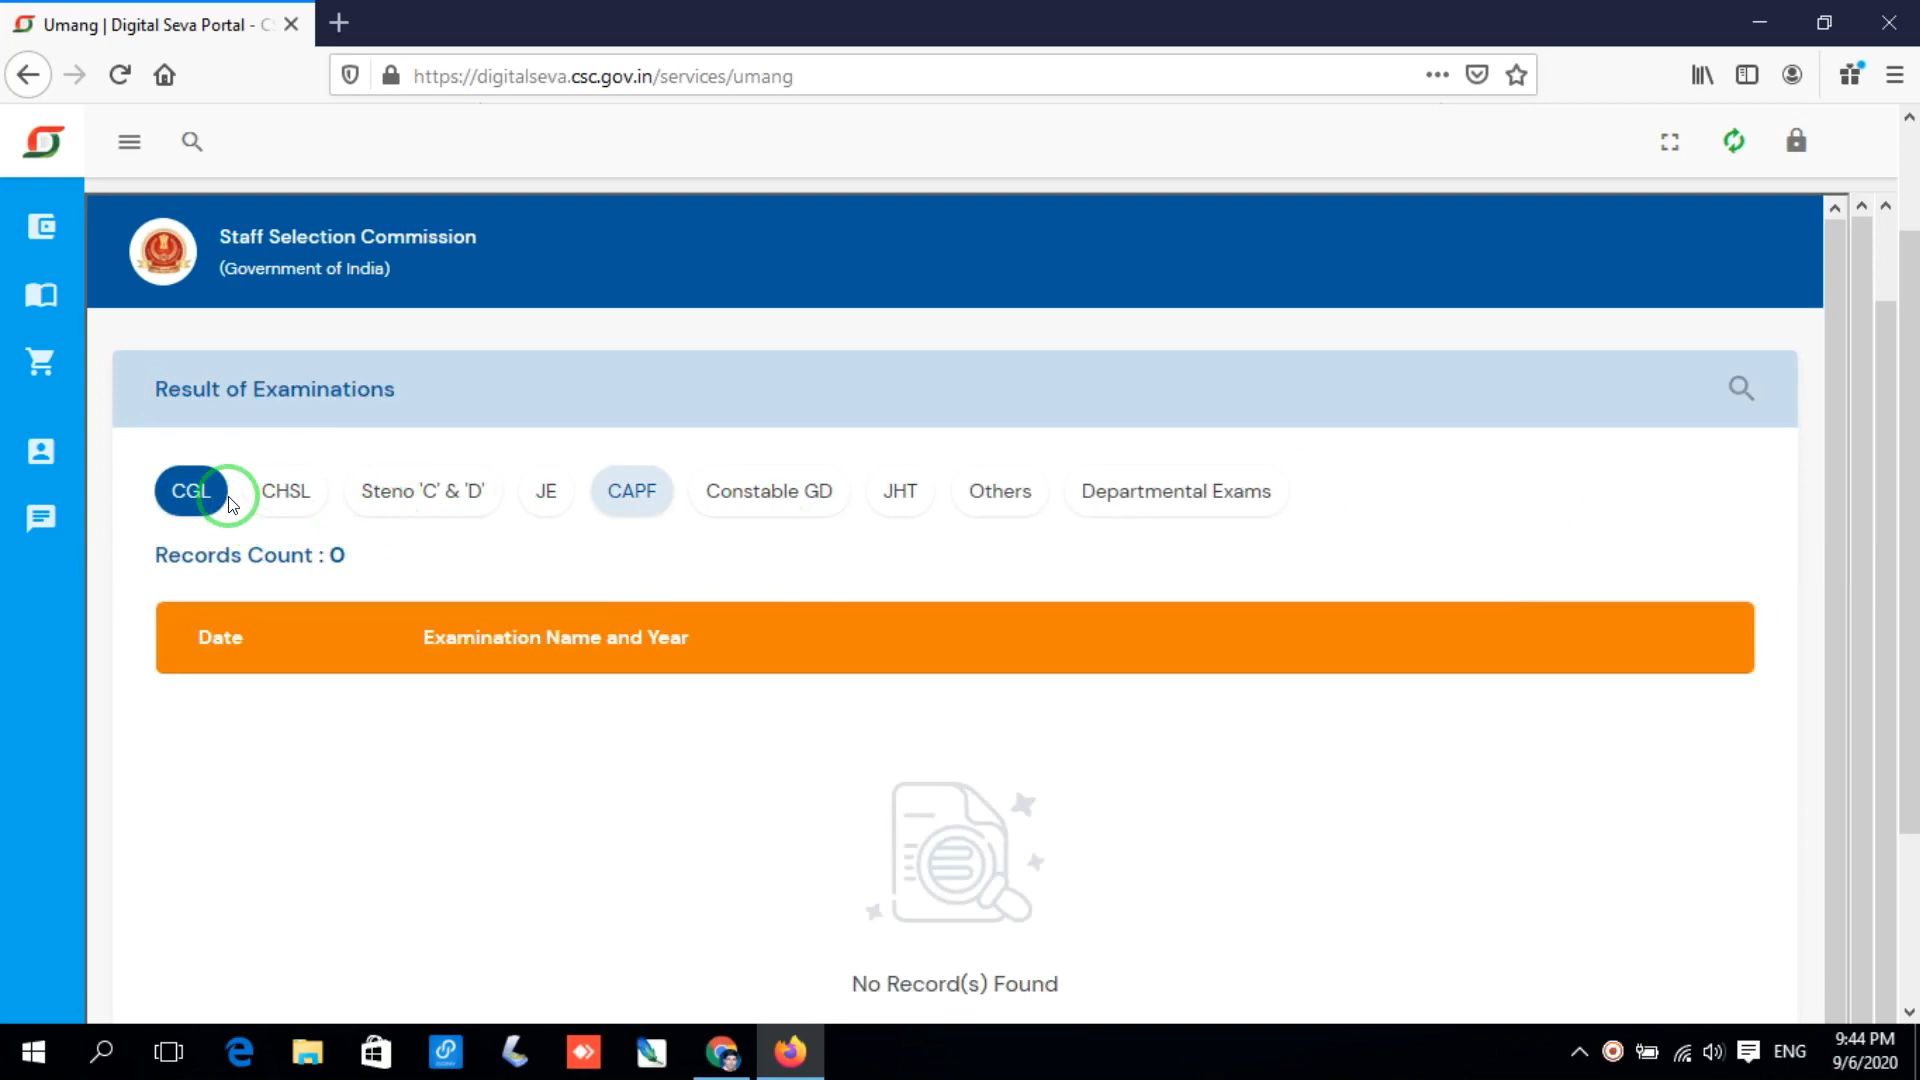 Umang | Digital Seva Portal - C
https://digitalseva.csc.gov.in/services/umang
Staff Selection Commission
(Government of India)
Result of Examinations
CGL
CHSL
Steno 'C' & 'D'
JE
CAPF
Constable GD
JHT
Others
Departmental Exams
Records Count : 0
Date
Examination Name and Year
No Record(s) Found
ENG
9:44 PM
9/6/2020